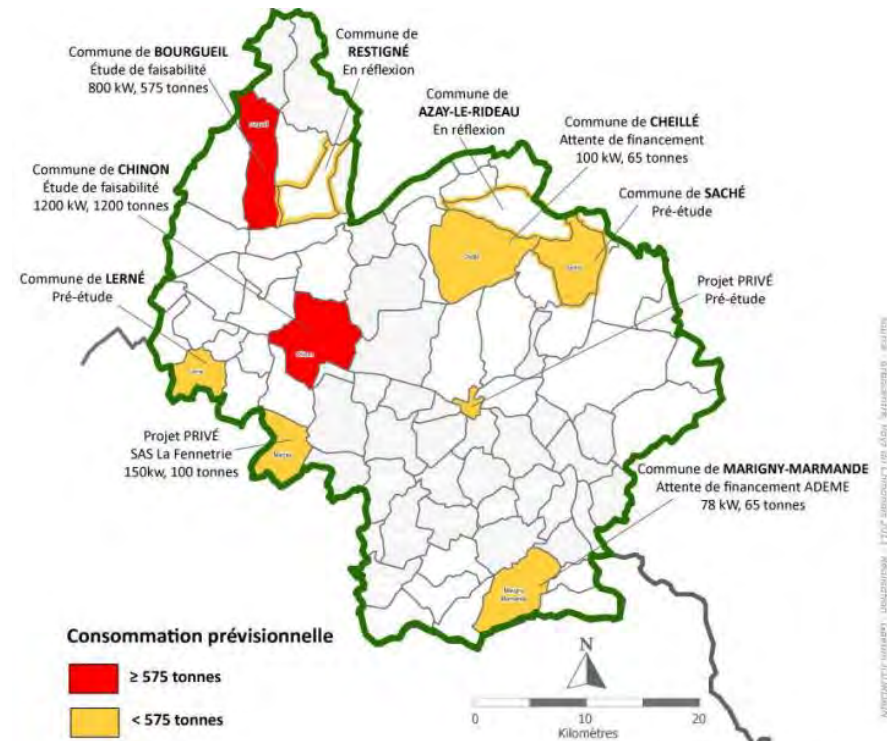 Commune de BOURGUEIL
Étude de faisabilité
800 kW, 575 tonnes
Commune de
RESTIGNÉ
En réflexion
Commune de
AZAY-LE-RIDEAU
En réflexion
Commune de CHEILLÉ
Attente de financement
100 kW, 65 tonnes
Commune de CHINON
Étude de faisabilité
1200 kW, 1200 tonnes
Commune de SACHÉ
Pré-étude
Commune de LERNÉ
Pré-étude
Projet PRIVÉ
Pré-étude
Projet PRIVÉ
SAS La Fennetrie
150kw, 100 tonnes
Commune de MARIGNY-MARMANDE
Attente de financement ADEME
78 kW, 65 tonnes
Marigny
Marmande
Consommation prévisionnelle
≥ 575 tonnes
< 575 tonnes
N
0 10 20
Kilomètres